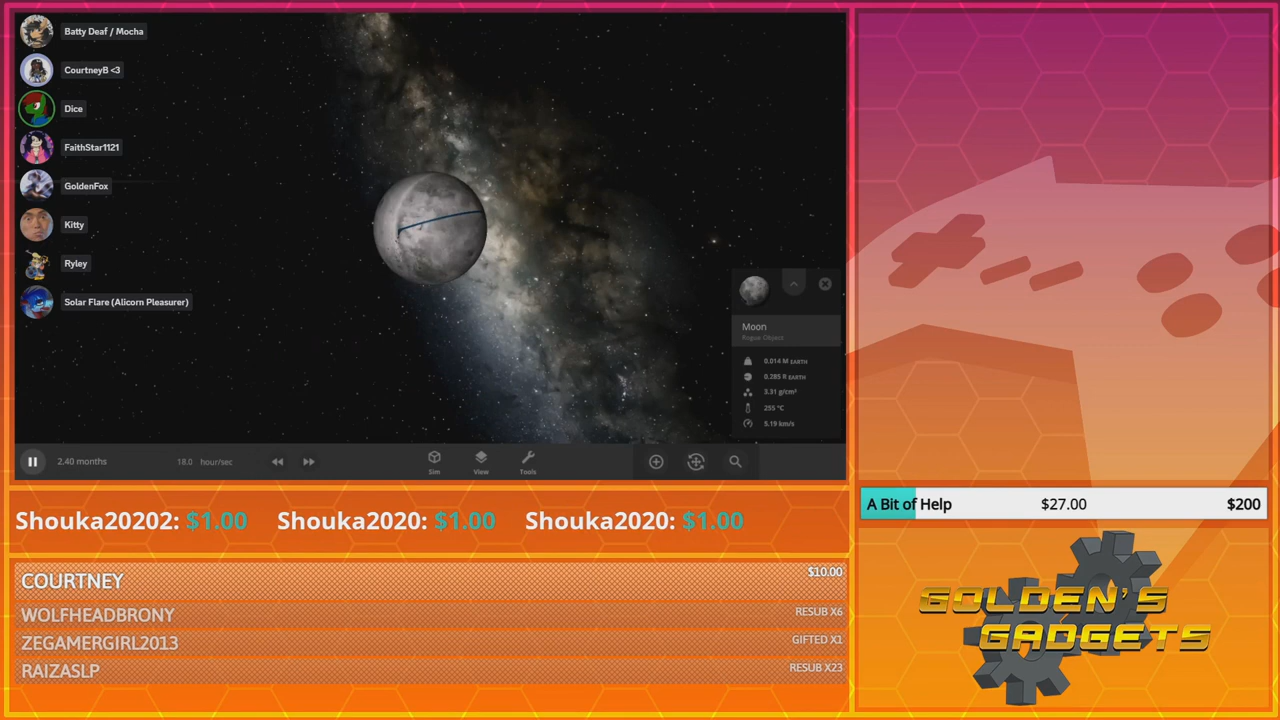 Batty Deaf / Mocha
CourtneyB <3
Dice
FaithStar1121
GoldenFox
Kitty
Ryley
Solar Flare (Alicorn Pleasurer)
Moon
Rogue Object
0.014 M EARTH
0.285 R EARTH
3.31 g/cm³
255 °C
5.19 km/s
2.40 months
18.0 hour/sec
Sim
View
Tools
Shouka20202: $1.00 Shouka2020: $1.00 Shouka2020: $1.00
A Bit of Help $27.00 $200
COURTNEY $10.00
WOLFHEADBRONY RESUB X6
ZEGAMERGIRL2013 GIFTED X1
RAIZASLP RESUB X23
GOLDEN'S
GADGETS